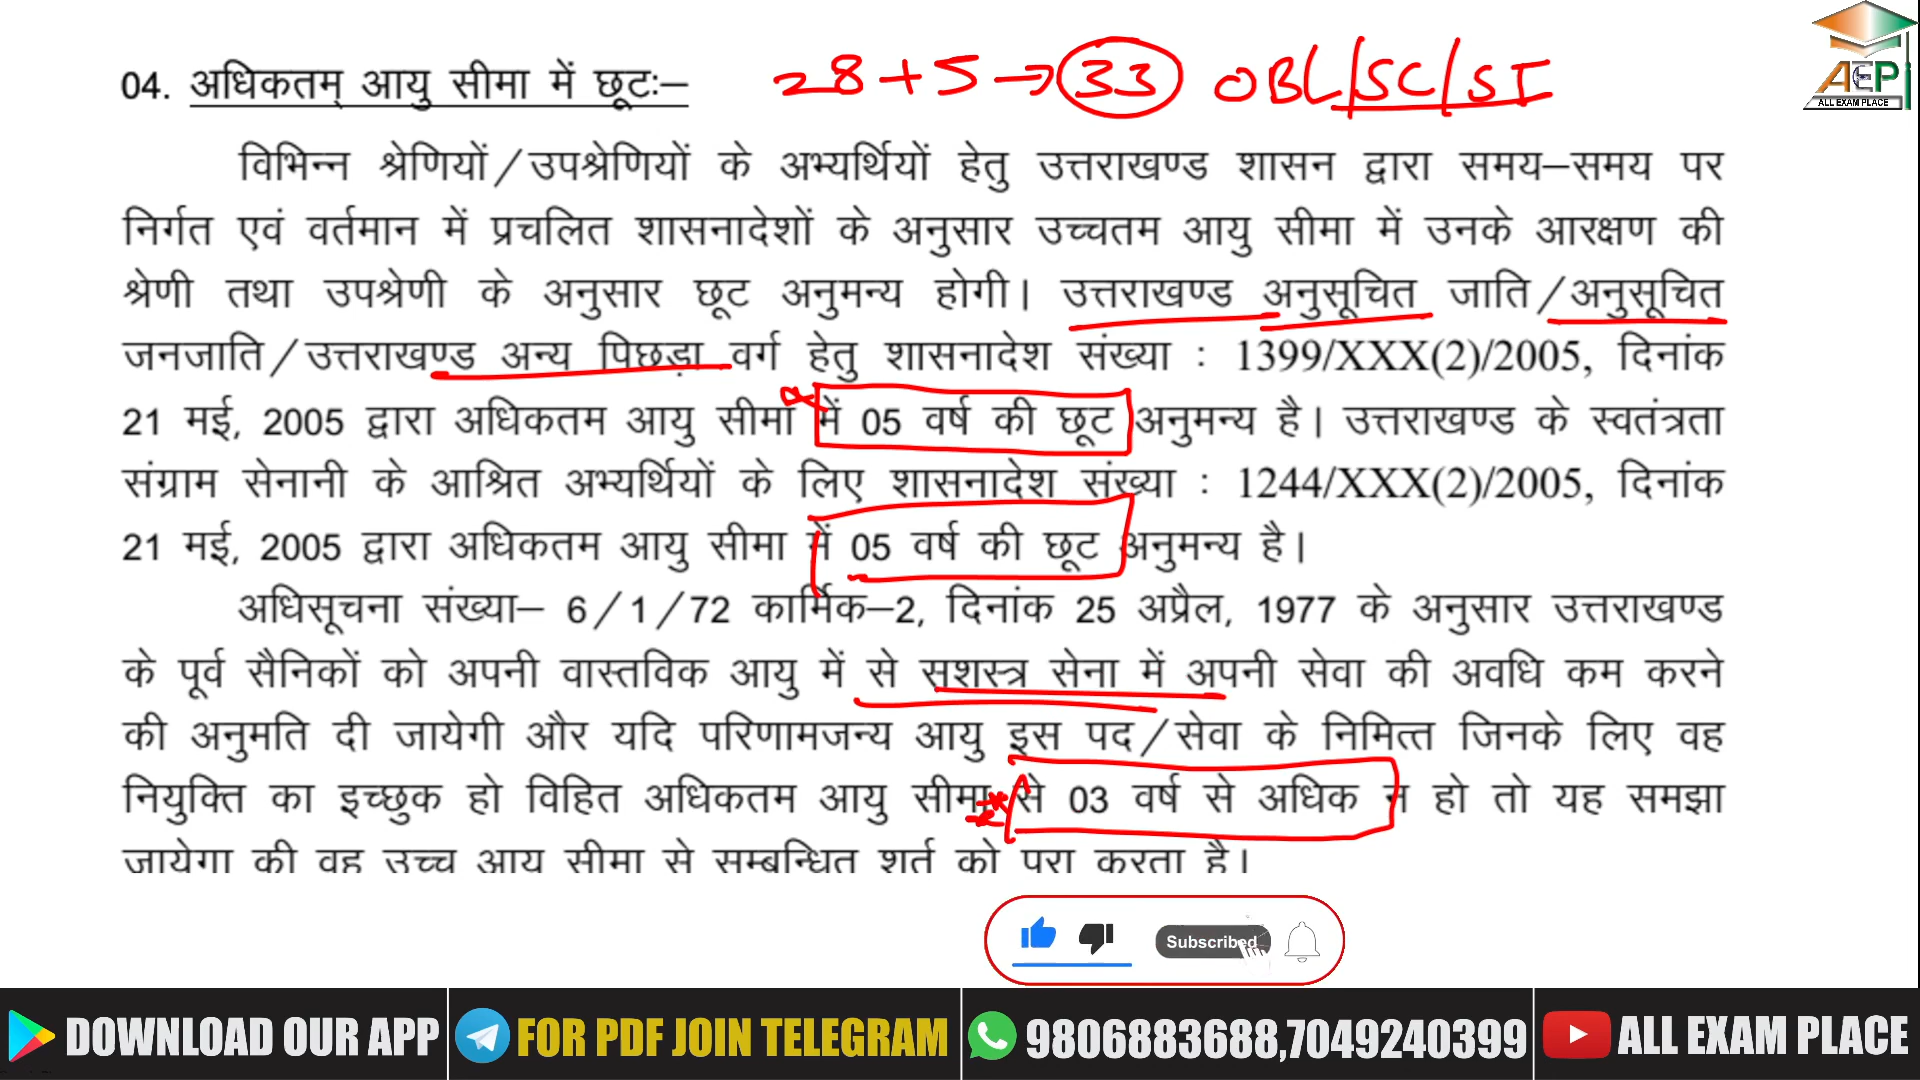 04. अधिकतम् आयु सीमा में छूटः–
28+5→33 OBC/SC/ST
विभिन्न श्रेणियों/उपश्रेणियों के अभ्यर्थियों हेतु उत्तराखण्ड शासन द्वारा समय–समय पर
निर्गत एवं वर्तमान में प्रचलित शासनादेशों के अनुसार उच्चतम आयु सीमा में उनके आरक्षण की
श्रेणी तथा उपश्रेणी के अनुसार छूट अनुमन्य होगी। उत्तराखण्ड अनुसूचित जाति/अनुसूचित
जनजाति/उत्तराखण्ड अन्य पिछड़ा वर्ग हेतु शासनादेश संख्या : 1399/XXX(2)/2005, दिनांक
21 मई, 2005 द्वारा अधिकतम आयु सीमा में 05 वर्ष की छूट अनुमन्य है। उत्तराखण्ड के स्वतंत्रता
संग्राम सेनानी के आश्रित अभ्यर्थियों के लिए शासनादेश संख्या : 1244/XXX(2)/2005, दिनांक
21 मई, 2005 द्वारा अधिकतम आयु सीमा में 05 वर्ष की छूट अनुमन्य है।
अधिसूचना संख्या– 6/1/72 कार्मिक–2, दिनांक 25 अप्रैल, 1977 के अनुसार उत्तराखण्ड
के पूर्व सैनिकों को अपनी वास्तविक आयु में से सशस्त्र सेना में अपनी सेवा की अवधि कम करने
की अनुमति दी जायेगी और यदि परिणामजन्य आयु इस पद/सेवा के निमित्त जिनके लिए वह
नियुक्ति का इच्छुक हो विहित अधिकतम आयु सीमा से 03 वर्ष से अधिक न हो तो यह समझा
जायेगा की वह उच्च आयु सीमा से सम्बन्धित शर्त को पूरा करता है।
AEP
ALL EXAM PLACE
Subscribed
DOWNLOAD OUR APP
FOR PDF JOIN TELEGRAM
9806883688,7049240399
ALL EXAM PLACE